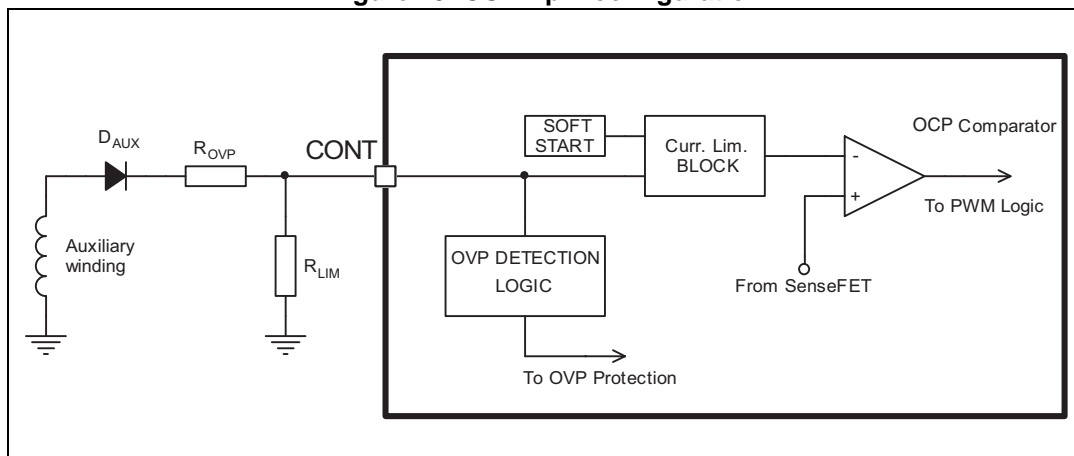 D_AUX
R_OVP
CONT
SOFT
START
Curr. Lim.
BLOCK
OCP Comparator
-
+
To PWM Logic
Auxiliary
winding
R_LIM
OVP DETECTION
LOGIC
From SenseFET
To OVP Protection